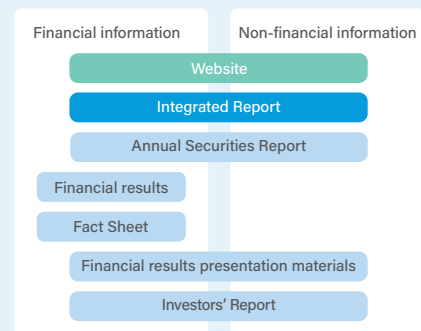 Financial information
Non-financial information
Website
Integrated Report
Annual Securities Report
Financial results
Fact Sheet
Financial results presentation materials
Investors’ Report